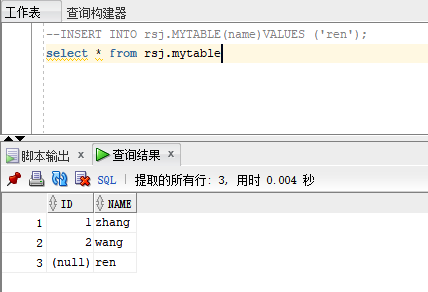 工作表 查询构建器
--INSERT INTO rsj.MYTABLE(name)VALUES ('ren');
select * from rsj.mytable
脚本输出 x 查询结果 x
SQL | 提取的所有行: 3, 用时 0.004 秒
ID NAME
1 1 zhang
2 2 wang
3 (null) ren